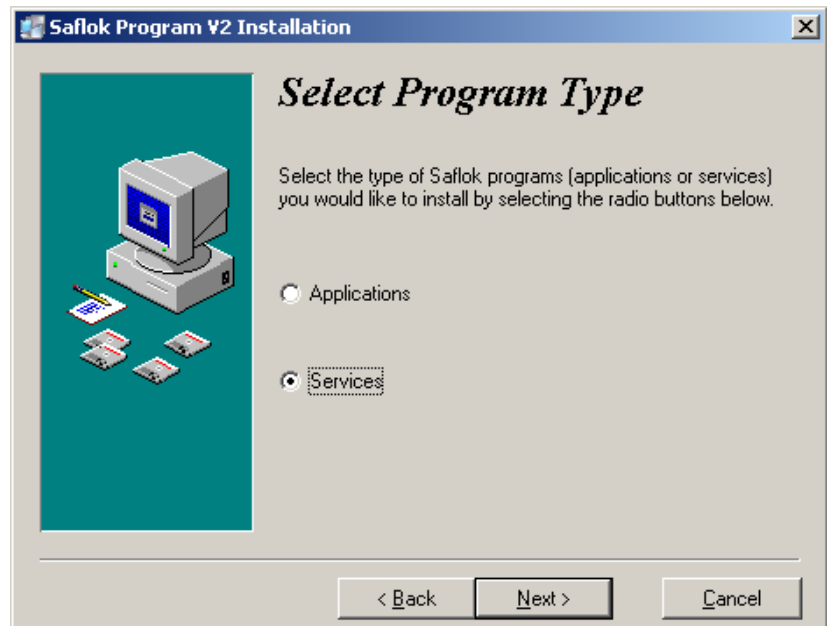 Saflok Program V2 Installation
Select Program Type
Select the type of Saflok programs (applications or services)
you would like to install by selecting the radio buttons below.
Applications
Services
< Back Next > Cancel